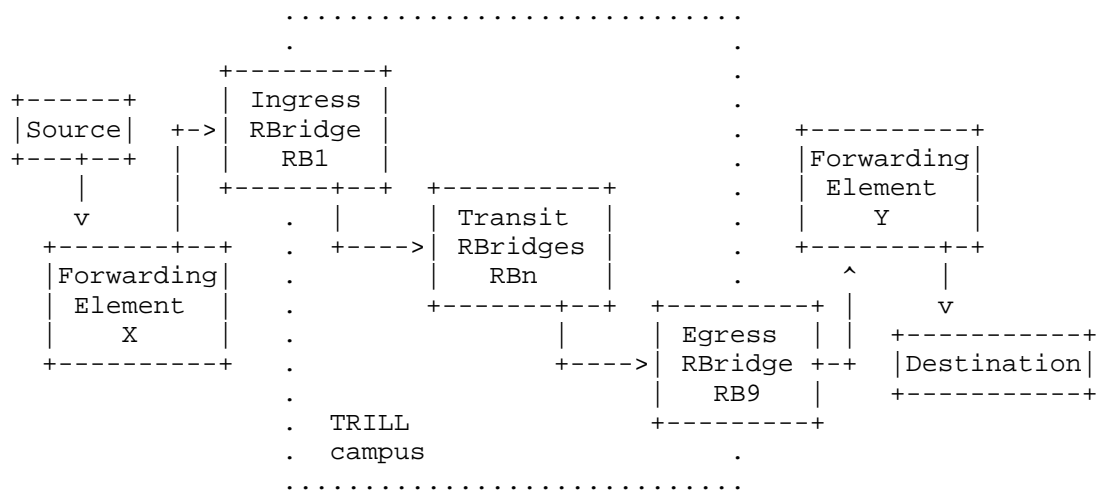 Ingress
Source
RBridge
RB1
Forwarding
Element
Y
Transit
RBridges
RBn
Forwarding
Element
X
Egress
RBridge
RB9
Destination
TRILL
campus